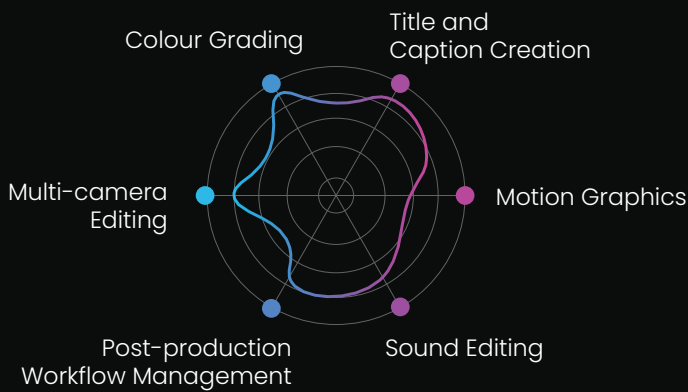 Title and
Caption Creation
Colour Grading
Multi-camera
Editing
Motion Graphics
Post-production
Workflow Management
Sound Editing